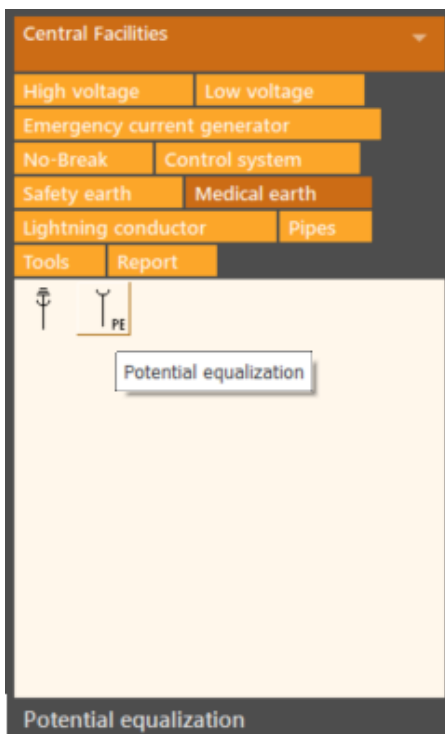 Central Facilities
High voltage Low voltage
Emergency current generator
No-Break Control system
Safety earth Medical earth
Lightning conductor Pipes
Tools Report
PE
Potential equalization
Potential equalization